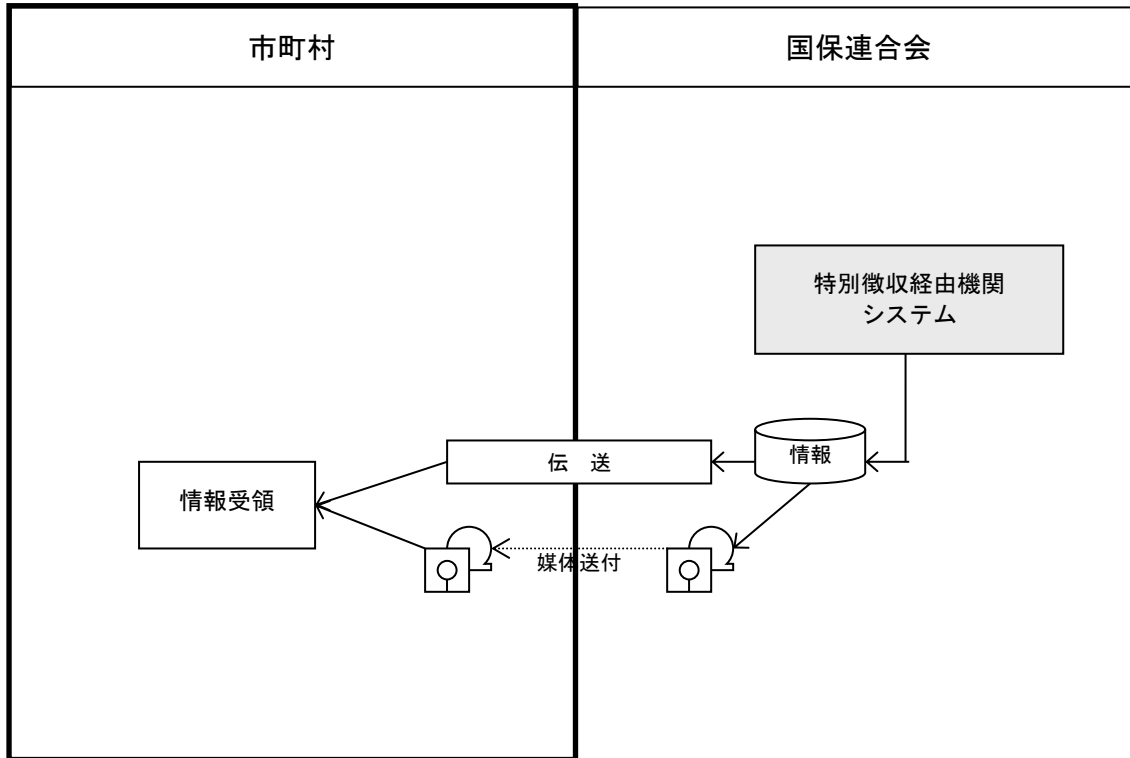 市町村
国保連合会
特別徴収経由機関
システム
伝　送
情報
情報受領
媒体送付